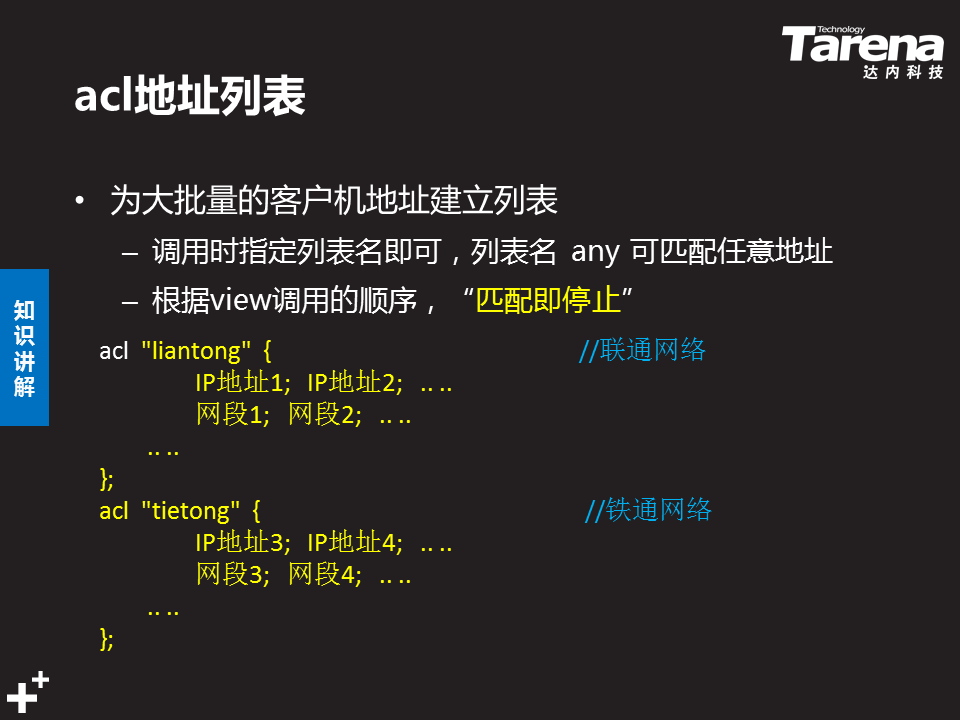 Technology
Tarena
达内科技
acl地址列表
• 为大批量的客户机地址建立列表
– 调用时指定列表名即可，列表名 any 可匹配任意地址
– 根据view调用的顺序，“匹配即停止”
知识讲解
acl "liantong" { //联通网络
IP地址1; IP地址2; .. ..
网段1; 网段2; .. ..
.. ..
};
acl "tietong" { //铁通网络
IP地址3; IP地址4; .. ..
网段3; 网段4; .. ..
.. ..
};